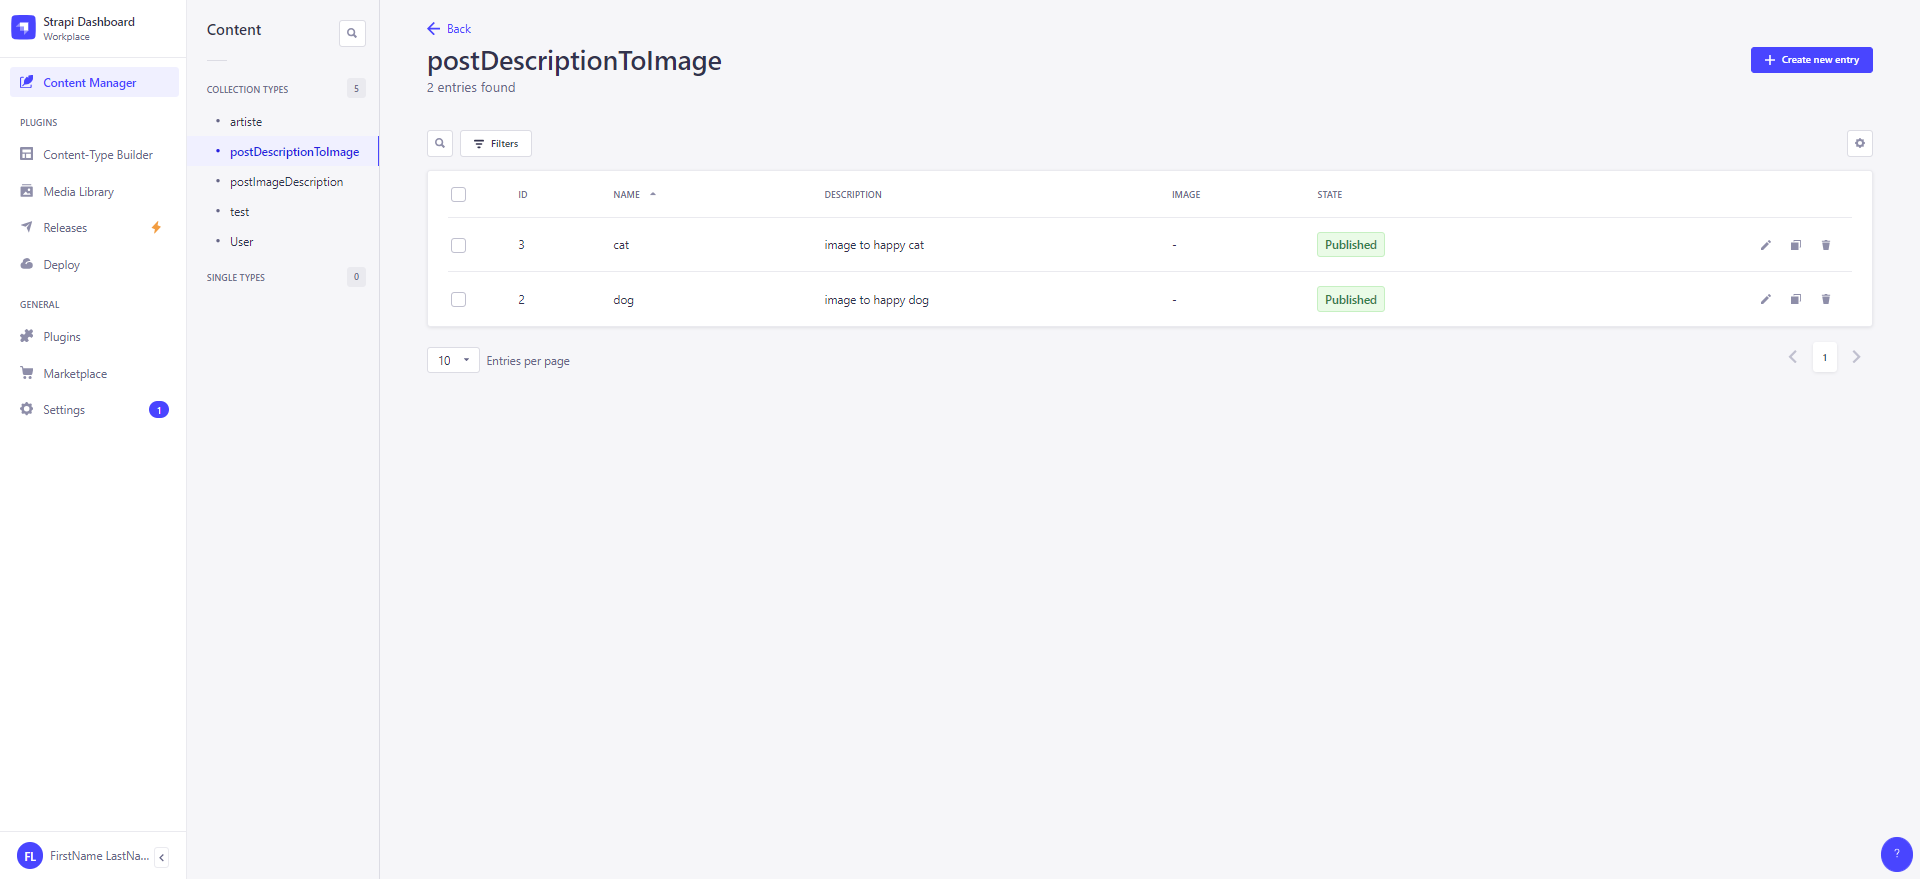 Strapi Dashboard
Workplace
Content Manager
PLUGINS
Content-Type Builder
Media Library
Releases
Deploy
GENERAL
Plugins
Marketplace
Settings
1
FL
FirstName LastNa...
Content
COLLECTION TYPES
5
artiste
postDescriptionToImage
postImageDescription
test
User
SINGLE TYPES
0
Back
postDescriptionToImage
2 entries found
Create new entry
Filters
ID NAME DESCRIPTION IMAGE STATE
3 cat image to happy cat - Published
2 dog image to happy dog - Published
10 Entries per page
1
?